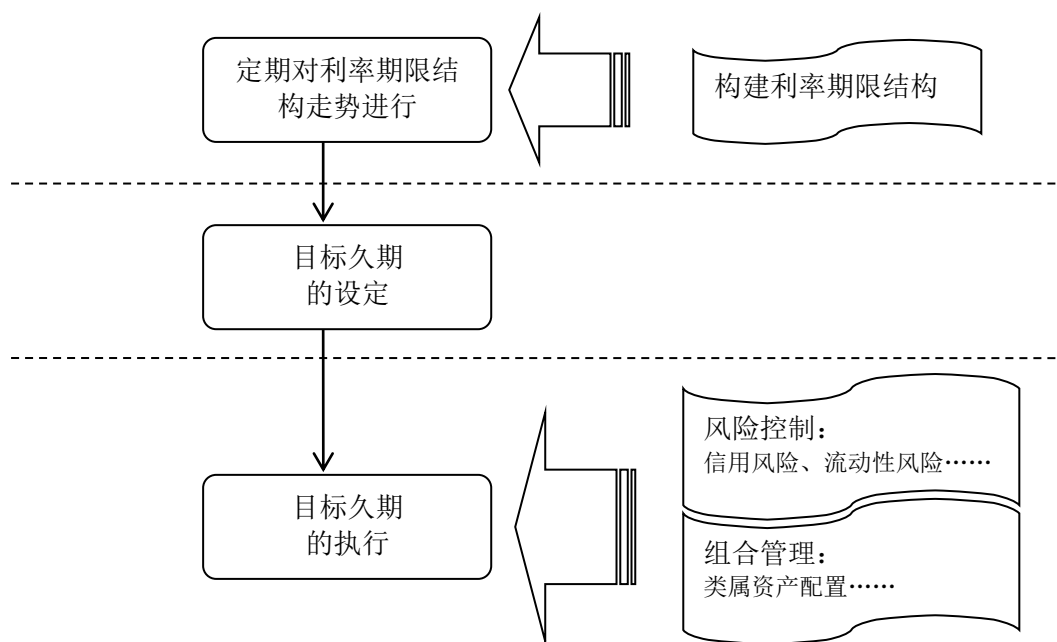 定期对利率期限结
构走势进行
构建利率期限结构
目标久期
的设定
风险控制：
信用风险、流动性风险……
目标久期
的执行
组合管理：
类属资产配置……